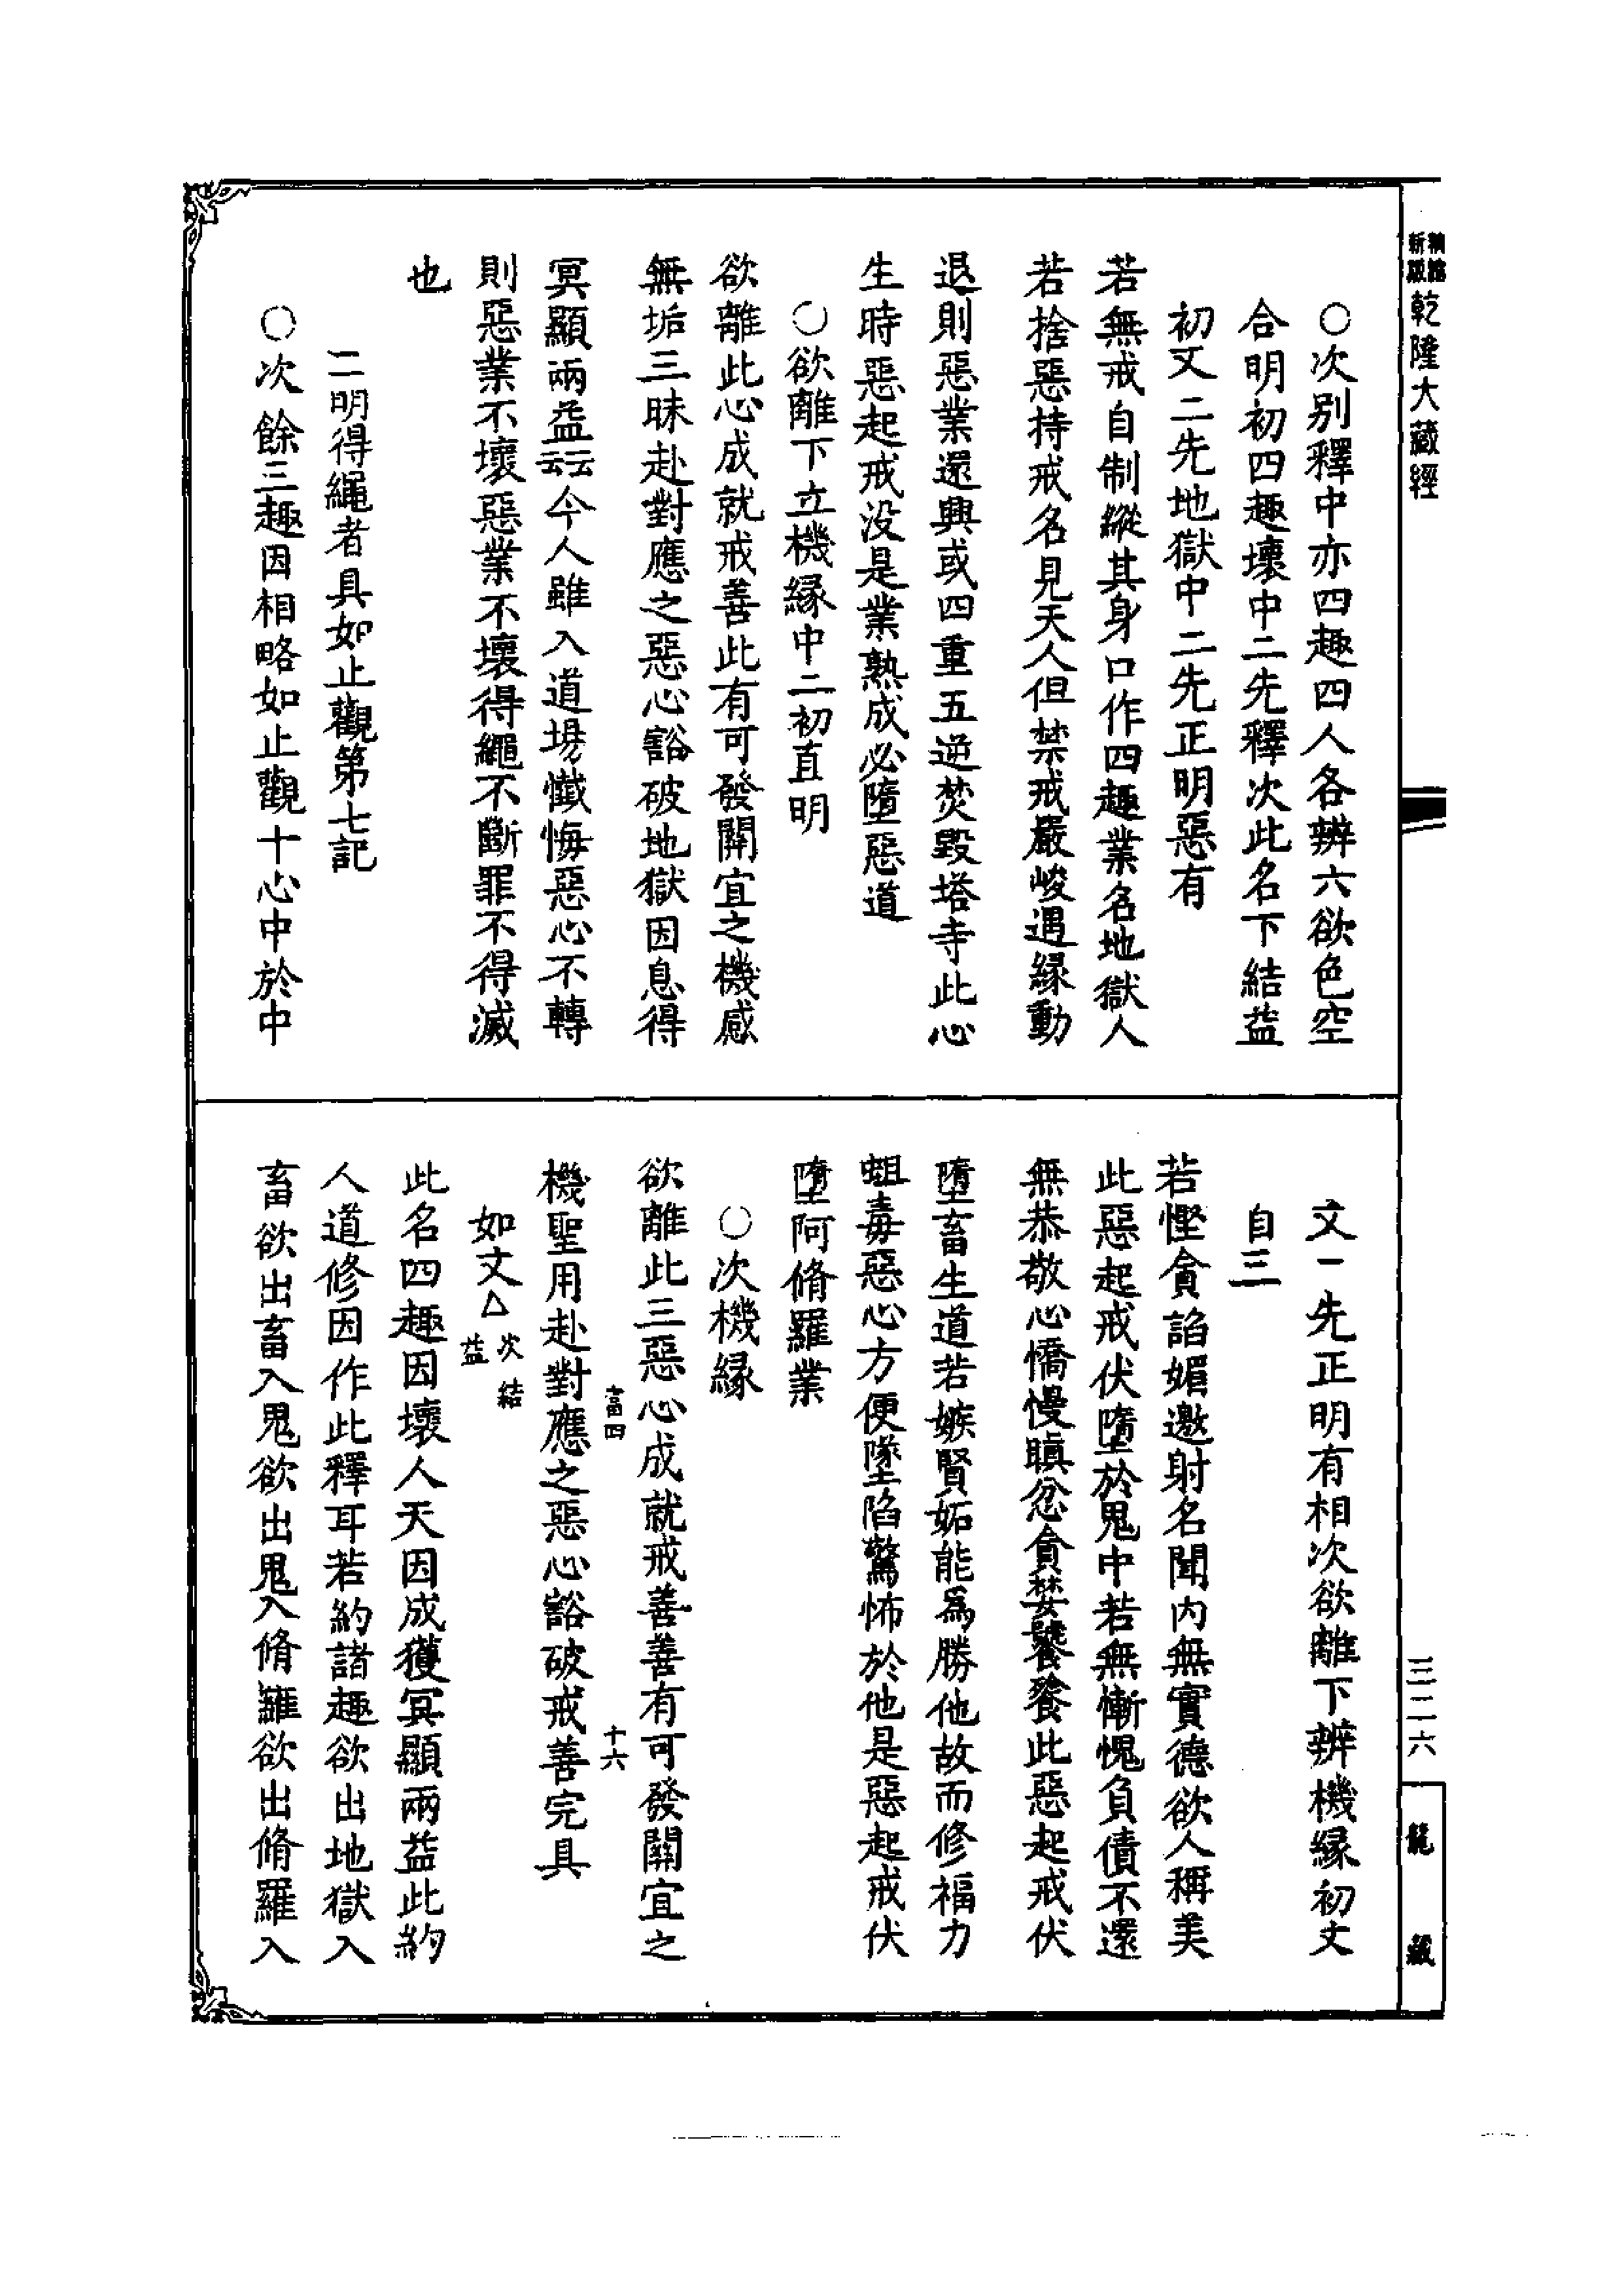 乾隆大藏經
○次別釋中亦四趣四人各辨六欲色空
合明初四趣壞中二先釋次此名下結益
初文二先地獄中二先正明惡有
若無戒自制縱其身口作四趣業名地獄人
若捨惡持戒名見天人但禁戒嚴峻遇緣動
退則惡業還興或四重五逆焚毀塔寺此心
生時惡起戒没是業熟成必墮惡道
○欲離下立機緣中二初直明
欲離此心成就戒善此有可發關宜之機感
無垢三昧赴對應之惡心豁破地獄因息得
冥顯兩益云云今人雖入道場懺悔惡心不轉
則惡業不壞惡業不壞得繩不斷罪不得滅
也
二明得繩者具如止觀第七記
○次餘三趣因相略如止觀十心中於中
文一先正明有相次欲離下辨機緣初文
自三
若慳貪諂媚邀射名聞内無實德欲人稱美
此惡起戒伏墮於鬼中若無慚愧負債不還
無恭敬心憍慢瞋忿貪婪饕餮此惡起戒伏
墮畜生道若嫉賢妬能爲勝他故而修福力
蛆毒惡心方便墜陷驚怖於他是惡起戒伏
墮阿脩羅業
○次機緣
欲離此三惡心成就戒善善有可發關宜之
富四 十六
機聖用赴對應之惡心豁破戒善完具
如文△次結益
此名四趣因壞人天因成獲冥顯兩益此約
人道修因作此釋耳若約諸趣欲出地獄入
畜欲出畜入鬼欲出鬼入脩羅欲出脩羅入
三二六
龍藏